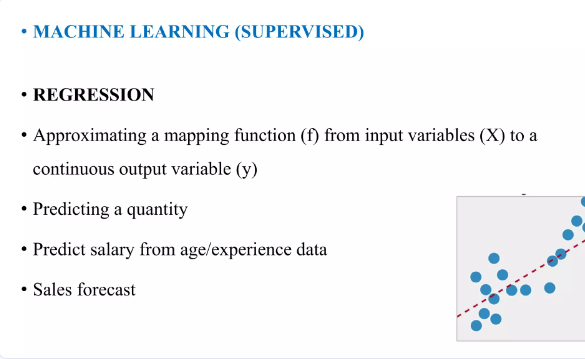 • MACHINE LEARNING (SUPERVISED)
• REGRESSION
• Approximating a mapping function (f) from input variables (X) to a
continuous output variable (y)
• Predicting a quantity
• Predict salary from age/experience data
• Sales forecast